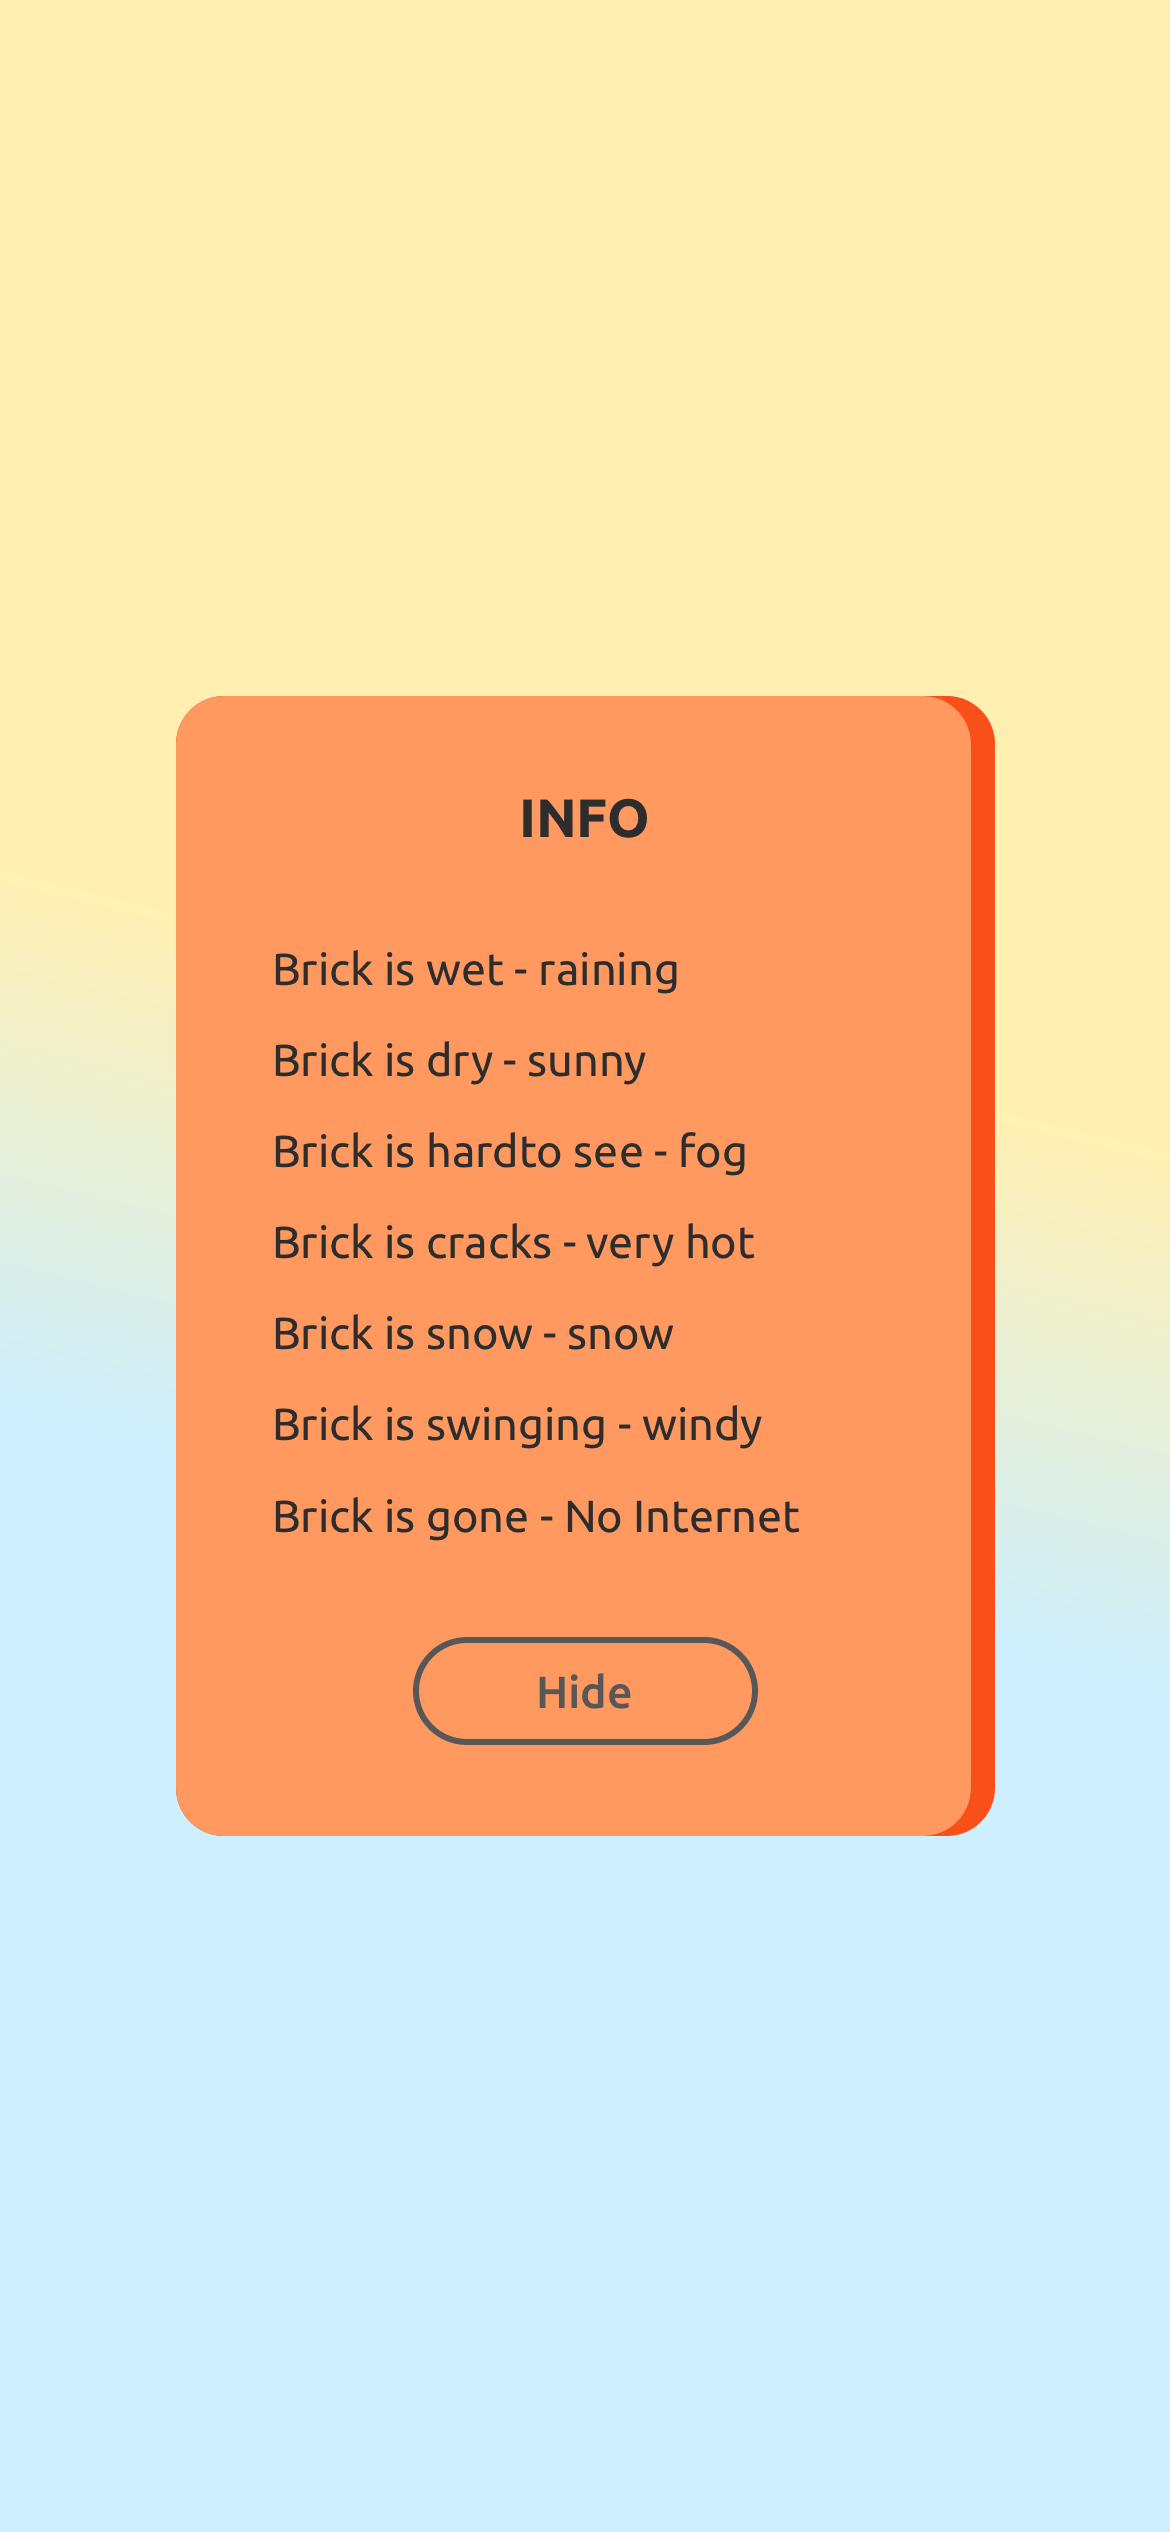 INFO
Brick is wet - raining
Brick is dry - sunny
Brick is hardto see - fog
Brick is cracks - very hot
Brick is snow - snow
Brick is swinging - windy
Brick is gone - No Internet
Hide